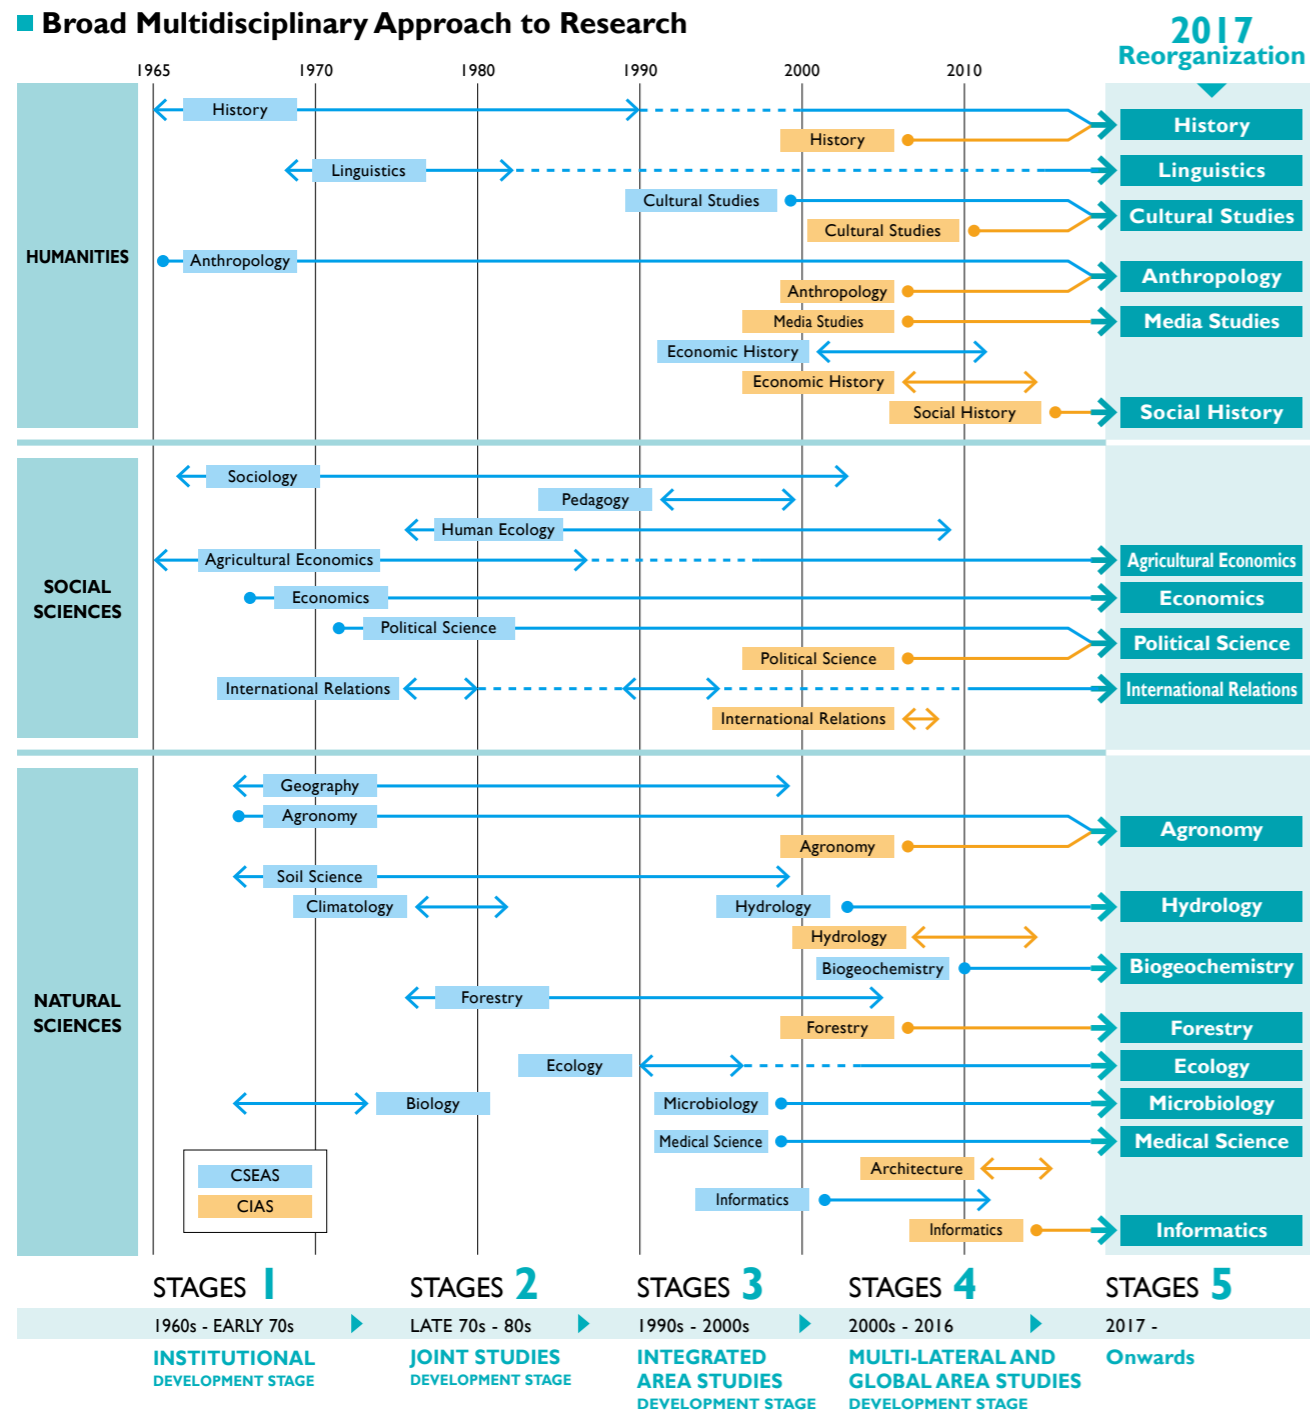 Broad Multidisciplinary Approach to Research
2017
Reorganization
1965 1970 1980 1990 2000 2010
HUMANITIES
History
History
History
Linguistics
Linguistics
Cultural Studies
Cultural Studies
Cultural Studies
Anthropology
Anthropology
Anthropology
Media Studies
Media Studies
Economic History
Economic History
Social History
Social History
SOCIAL
SCIENCES
Sociology
Pedagogy
Human Ecology
Agricultural Economics
Agricultural Economics
Economics
Economics
Political Science
Political Science
Political Science
International Relations
International Relations
International Relations
NATURAL
SCIENCES
Geography
Agronomy
Agronomy
Agronomy
Soil Science
Climatology
Hydrology
Hydrology
Hydrology
Biogeochemistry
Biogeochemistry
Forestry
Forestry
Forestry
Ecology
Ecology
Biology
Microbiology
Microbiology
Medical Science
Medical Science
Architecture
Informatics
Informatics
Informatics
CSEAS
CIAS
STAGES 1
1960s - EARLY 70s
INSTITUTIONAL
DEVELOPMENT STAGE
STAGES 2
LATE 70s - 80s
JOINT STUDIES
DEVELOPMENT STAGE
STAGES 3
1990s - 2000s
INTEGRATED
AREA STUDIES
DEVELOPMENT STAGE
STAGES 4
2000s - 2016
MULTI-LATERAL AND
GLOBAL AREA STUDIES
DEVELOPMENT STAGE
STAGES 5
2017 -
Onwards